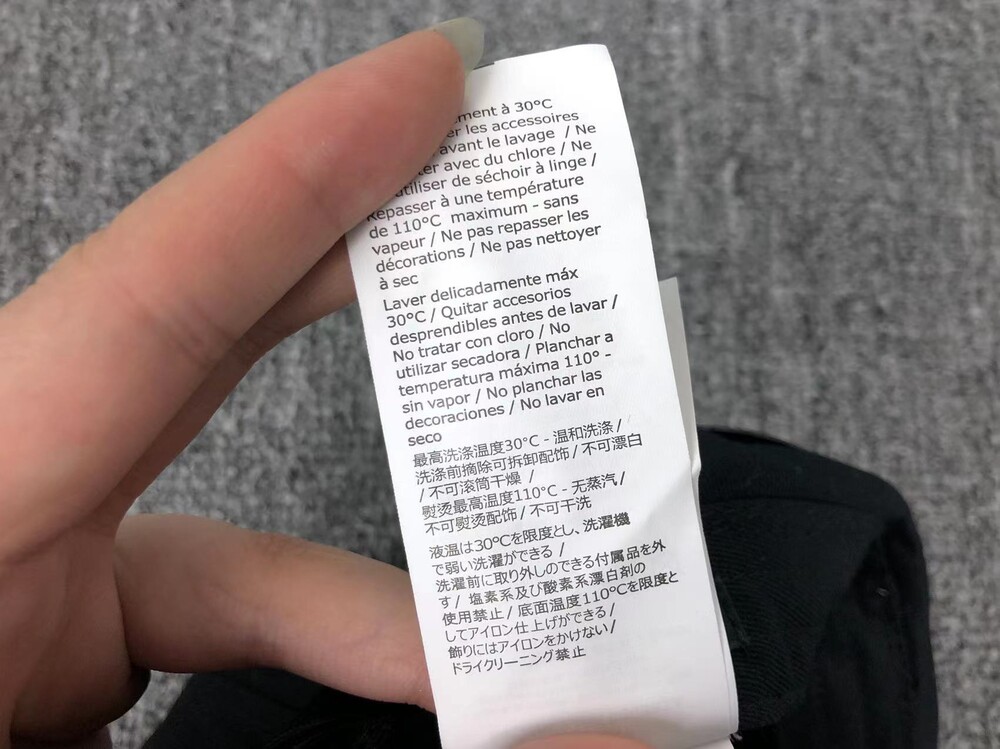 à 30°C
les accessoires
avant le lavage / Ne
avec du chlore / Ne
utiliser de séchoir à linge /
Repasser à une température
de 110°C maximum - sans
vapeur / Ne pas repasser les
décorations / Ne pas nettoyer
à sec
Laver delicadamente máx
30°C / Quitar accesorios
desprendibles antes de lavar /
No tratar con cloro / No
utilizar secadora / Planchar a
temperatura máxima 110° -
sin vapor / No planchar las
decoraciones / No lavar en
seco
最高洗涤温度30°C - 温和洗涤 /
洗涤前摘除可拆卸配饰 / 不可漂白
/ 不可滚筒干燥 /
熨烫最高温度110°C - 无蒸汽 /
不可熨烫配饰 / 不可干洗
液温は30°Cを限度とし、洗濯機
で弱い洗濯ができる /
洗濯前に取り外しのできる付属品を外
す / 塩素系及び酸素系漂白剤の
使用禁止 / 底面温度110°Cを限度と
してアイロン仕上げができる /
飾りにはアイロンをかけない /
ドライクリーニング禁止